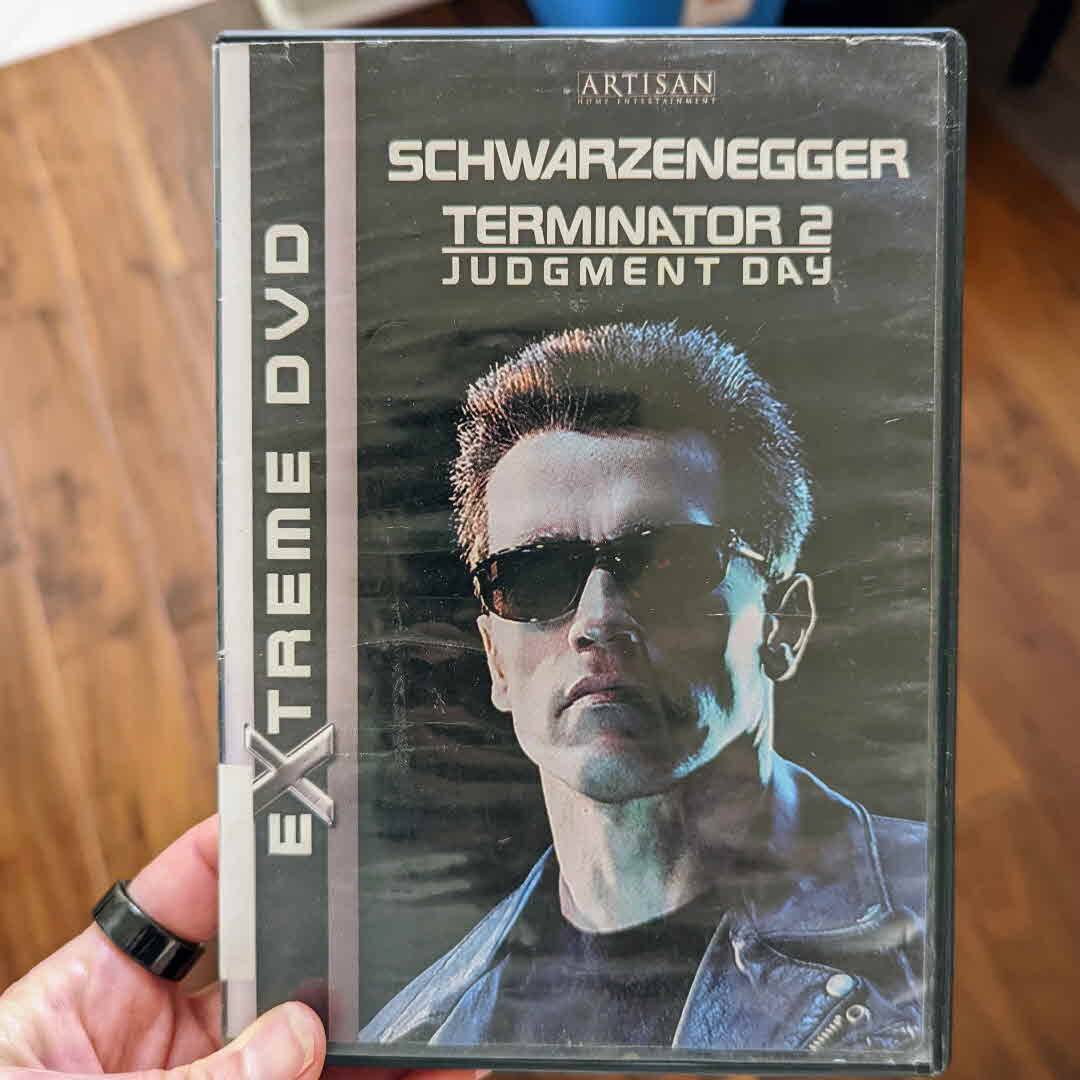 ARTISAN
HOME ENTERTAINMENT
SCHWARZENEGGER
TERMINATOR 2
JUDGMENT DAY
EXTREME DVD